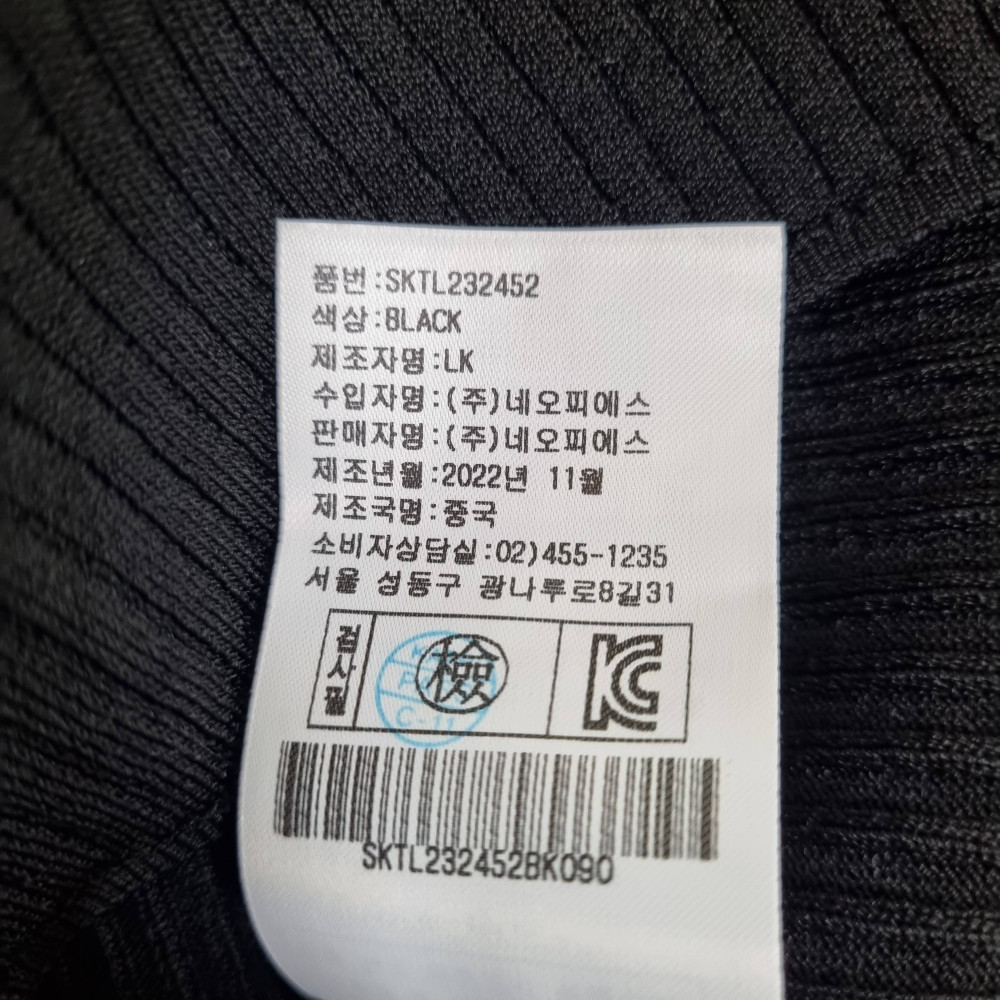 품번:SKTL232452
색상:BLACK
제조자명:LK
수입자명:(주)네오피에스
판매자명:(주)네오피에스
제조년월:2022년 11월
제조국명:중국
소비자상담실:02)455-1235
서울 성동구 광나루로8길31
검사필
檢
C-11
KC
SKTL232452BK090